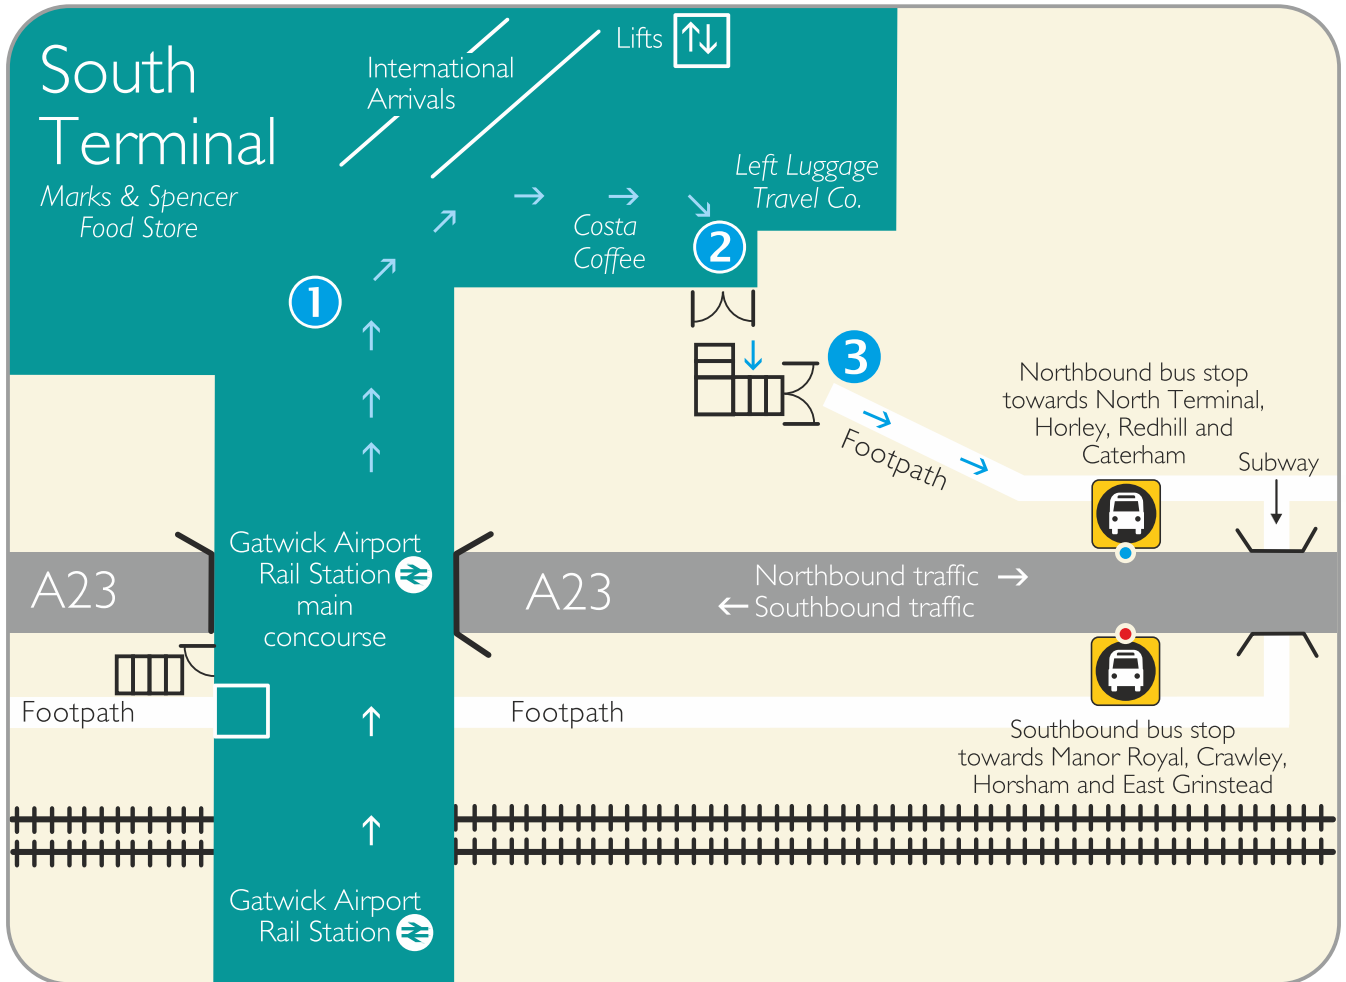 South
Terminal
Marks & Spencer
Food Store
International
Arrivals
Lifts
Left Luggage
Travel Co.
Costa
Coffee
1
2
3
Footpath
Northbound bus stop
towards North Terminal,
Horley, Redhill and
Caterham
Subway
A23
Gatwick Airport
Rail Station
main
concourse
A23
Northbound traffic
Southbound traffic
Footpath
Footpath
Southbound bus stop
towards Manor Royal, Crawley,
Horsham and East Grinstead
Gatwick Airport
Rail Station